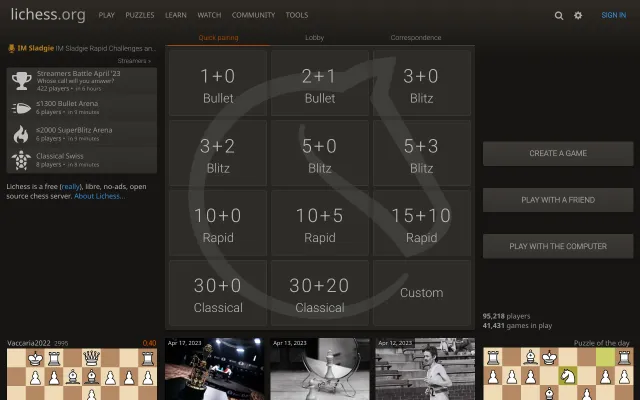 lichess.org
PLAY PUZZLES LEARN WATCH COMMUNITY TOOLS
SIGN IN
IM Sladgie IM Sladgie Rapid Challenges an...
Streamers »
Streamers Battle April '23
Whose call will you answer?
422 players • in 6 hours
≤1300 Bullet Arena
6 players • in 9 minutes
≤2000 SuperBlitz Arena
6 players • in 9 minutes
Classical Swiss
8 players • in 8 minutes
Lichess is a free (really), libre, no-ads, open
source chess server. About Lichess...
Quick pairing Lobby Correspondence
1+0 2+1 3+0
Bullet Bullet Blitz
3+2 5+0 5+3
Blitz Blitz Blitz
10+0 10+5 15+10
Rapid Rapid Rapid
30+0 30+20 Custom
Classical Classical
CREATE A GAME
PLAY WITH A FRIEND
PLAY WITH THE COMPUTER
95,218 players
41,431 games in play
Vaccaria2022 2995 0.40
Apr 17, 2023 Apr 13, 2023 Apr 12, 2023
Puzzle of the day